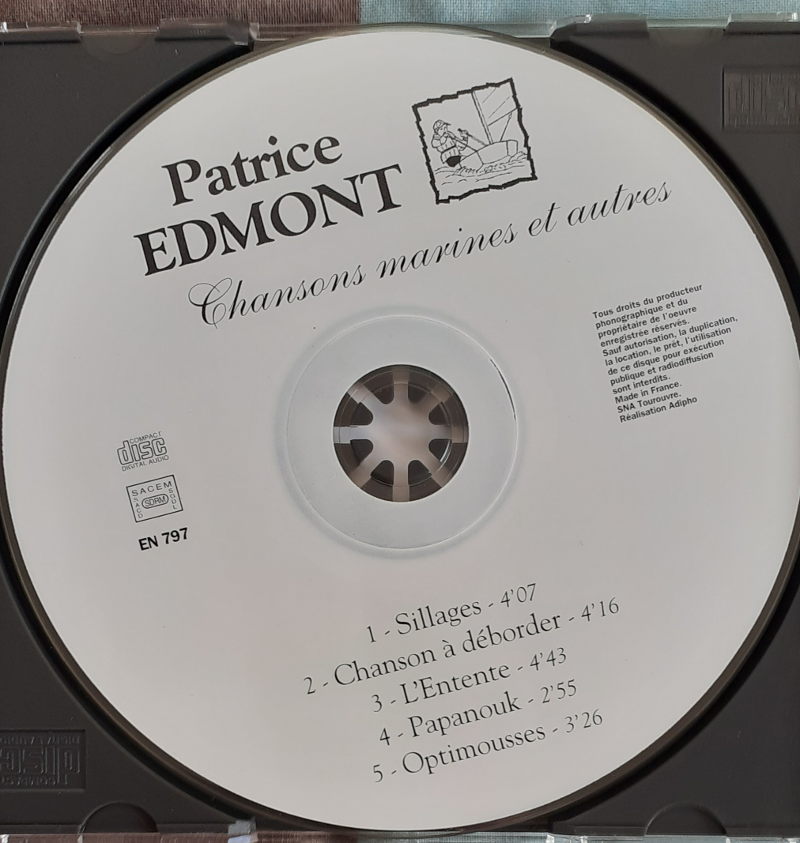 Patrice
EDMONT
Chansons marines et autres
Tous droits du producteur
phonographique et du
propriétaire de l'oeuvre
enregistrée réservés.
Sauf autorisation, la duplication,
la location, le prêt, l'utilisation
de ce disque pour exécution
publique et radiodiffusion
sont interdits.
Made in France.
SNA Tourouvre.
Réalisation Adipho
COMPACT
disc
DIGITAL AUDIO
SACEM
SACD
SDRM
SGDL
EN 797
1 - Sillages - 4'07
2 - Chanson à déborder - 4'16
3 - L'Entente - 4'43
4 - Papanouk - 2'55
5 - Optimousses - 3'26
disc